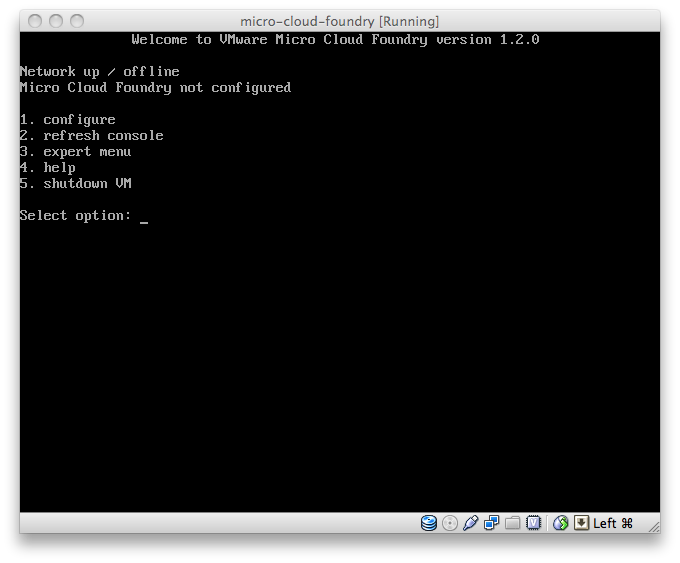 micro-cloud-foundry [Running]
Welcome to VMware Micro Cloud Foundry version 1.2.0
Network up / offline
Micro Cloud Foundry not configured
1. configure
2. refresh console
3. expert menu
4. help
5. shutdown VM
Select option: _
Left ⌘